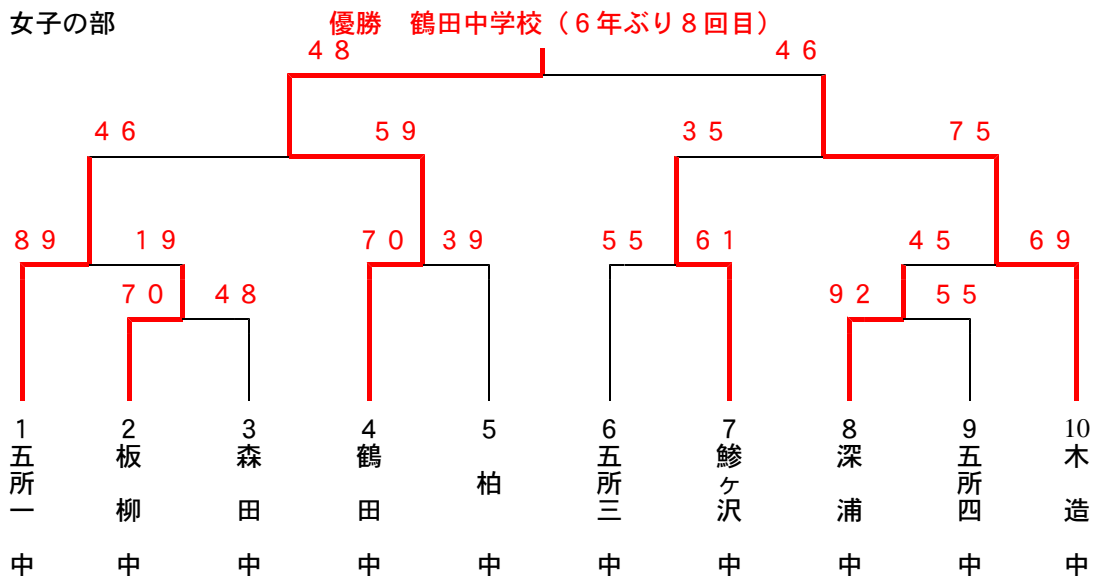 女子の部
優勝　鶴田中学校（６年ぶり８回目）
４８
４６
４６
５９
３５
７５
８９
１９
７０
３９
５５
６１
４５
６９
７０
４８
９２
５５
1 五所一中
2 板柳中
3 森田中
4 鶴田中
5 柏中
6 五所三中
7 鰺ヶ沢中
8 深浦中
9 五所四中
10 木造中